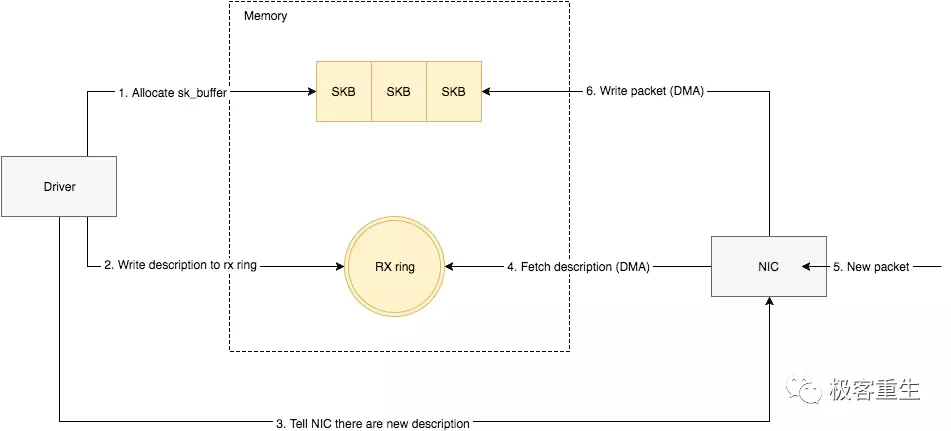 Memory
1. Allocate sk_buffer
SKB SKB SKB
6. Write packet (DMA)
Driver
2. Write description to rx ring
RX ring
4. Fetch description (DMA)
NIC
5. New packet
极客重生
3. Tell NIC there are new description